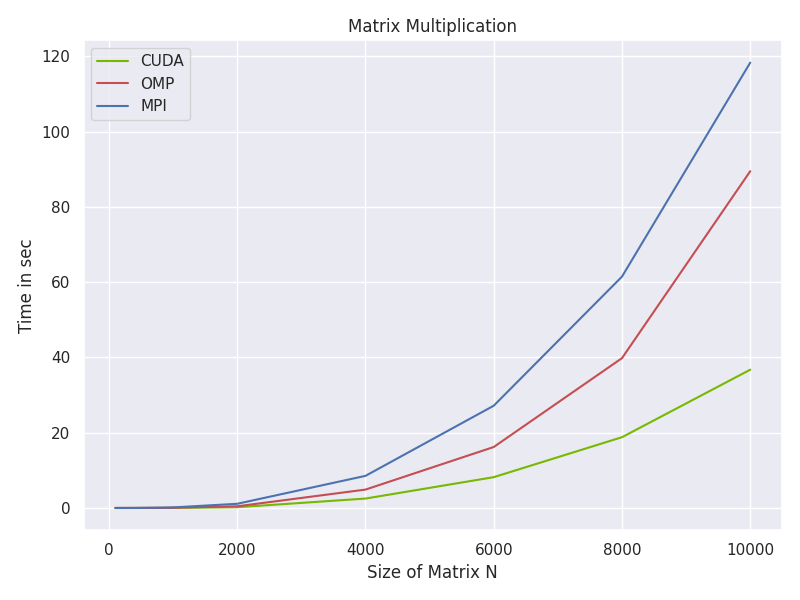 Matrix Multiplication
CUDA
OMP
MPI
120
100
80
60
40
20
0
Time in sec
0 2000 4000 6000 8000 10000
Size of Matrix N